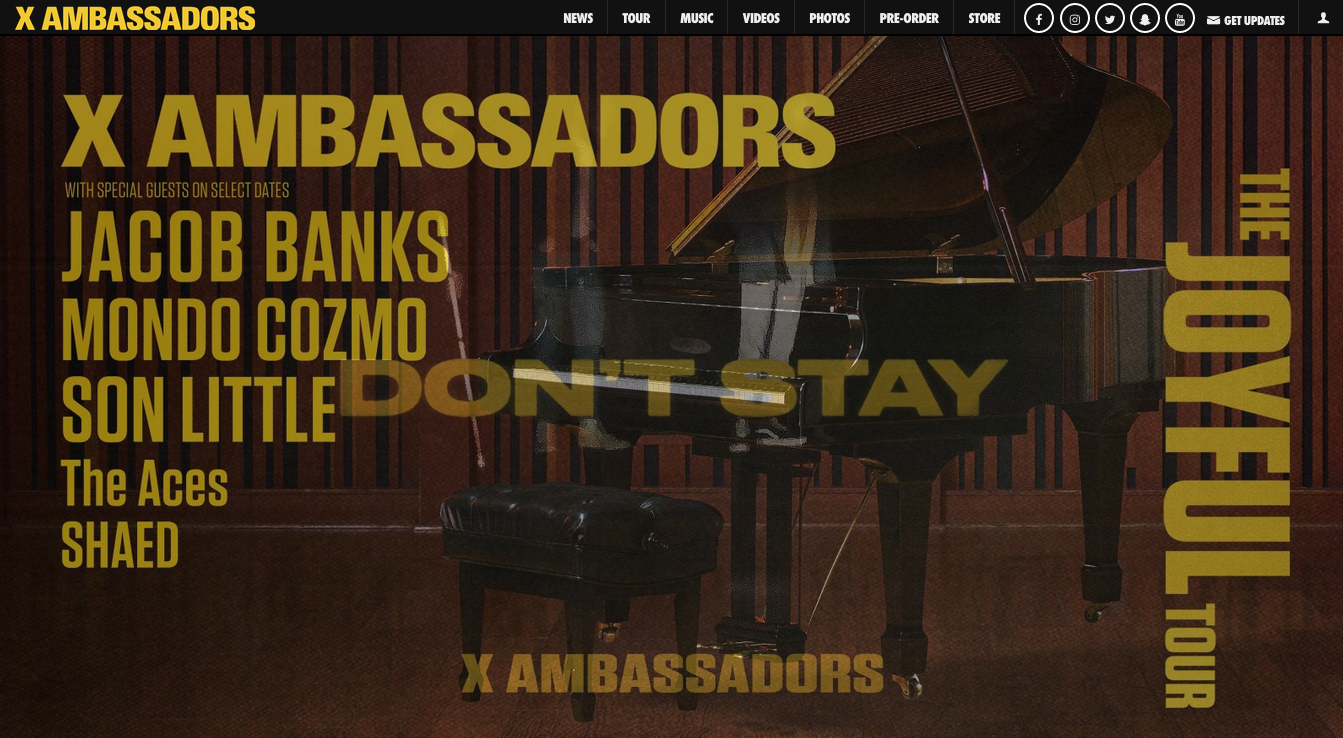 X AMBASSADORS
NEWS
TOUR
MUSIC
VIDEOS
PHOTOS
PRE-ORDER
STORE
You
GET UPDATES
X AMBASSADORS
WITH SPECIAL GUESTS ON SELECT DATES
JACOB BANKS
MONDO COZMO
SON LITTLE
The Aces
SHAED
DON'T STAY
X AMBASSADORS
THE
JOYFUL
TOUR